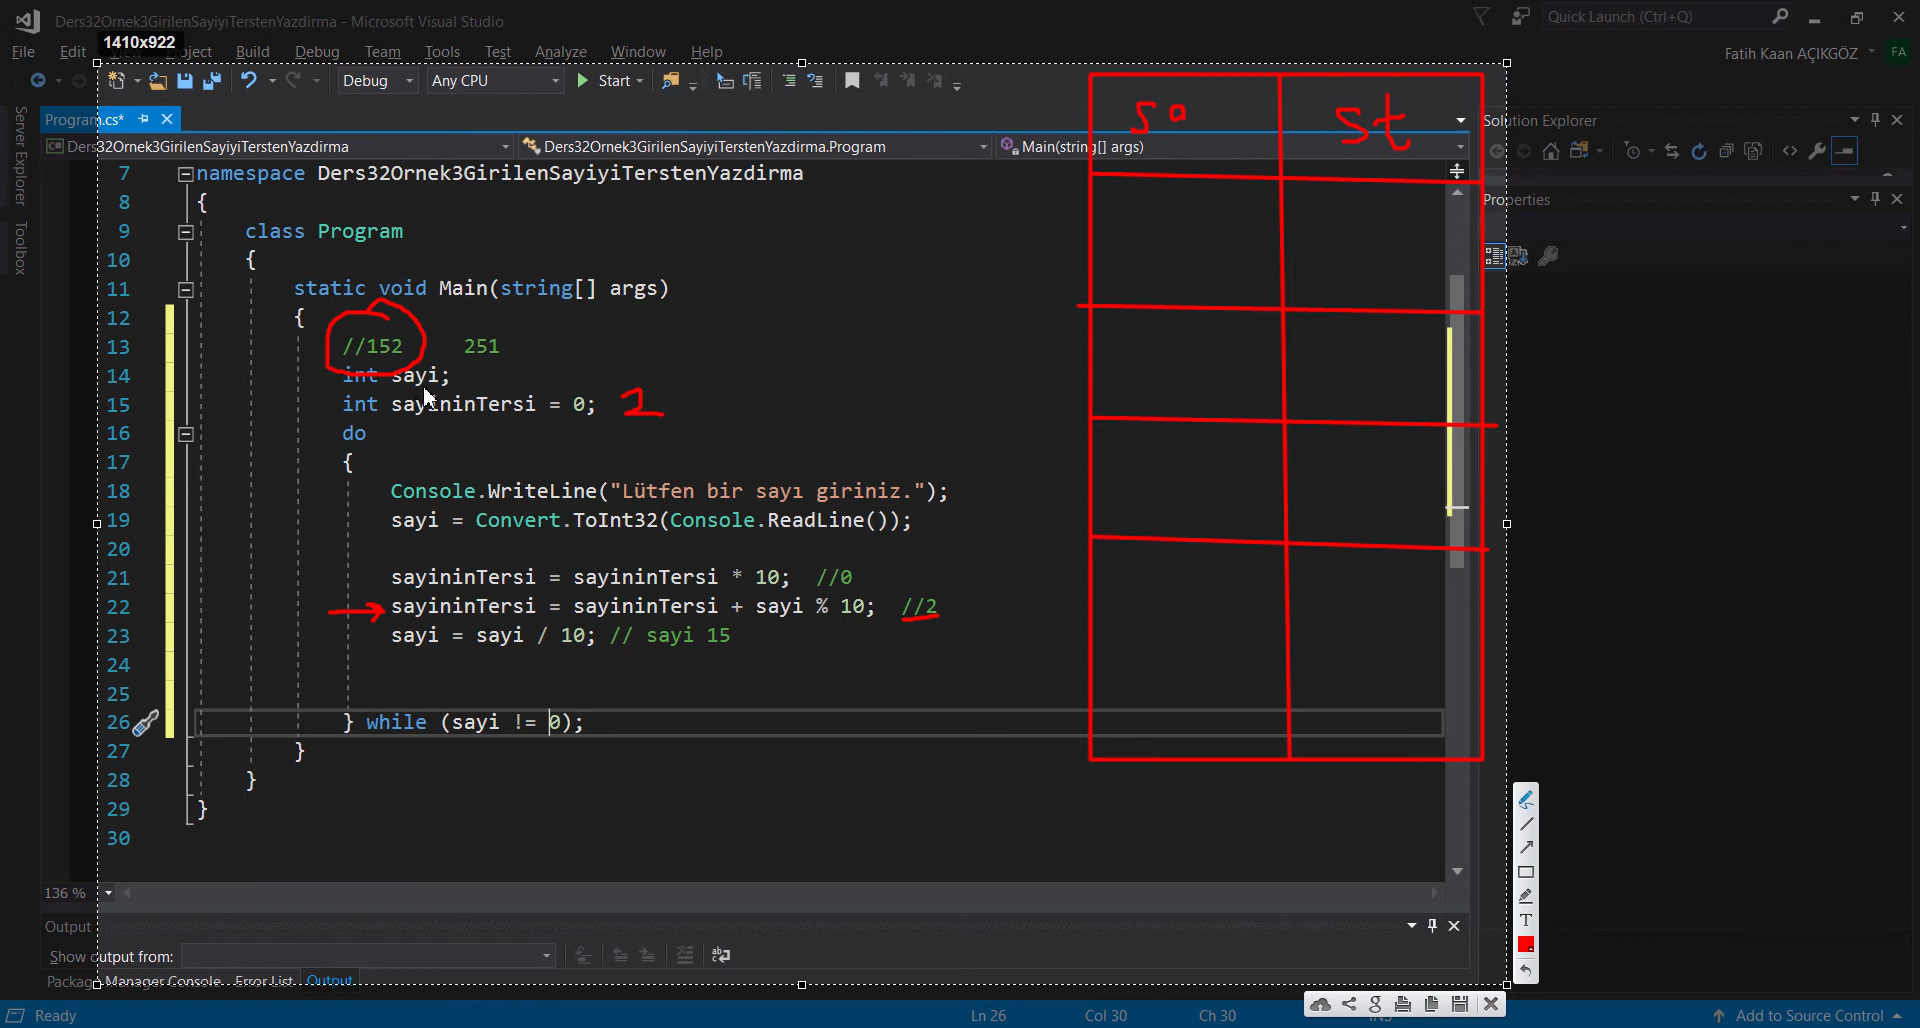 Ders32Ornek3GirilenSayiyiTerstenYazdirma - Microsoft Visual Studio
Quick Launch (Ctrl+Q)
1410x922
File Edit View Project Build Debug Team Tools Test Analyze Window Help
Fatih Kaan AÇIKGÖZ FA
Debug Any CPU Start
sa st
Program.cs*
Solution Explorer
Ders32Ornek3GirilenSayiyiTerstenYazdirma Ders32Ornek3GirilenSayiyiTerstenYazdirma.Program Main(string[] args)
Server Explorer
Toolbox
Properties
7 namespace Ders32Ornek3GirilenSayiyiTerstenYazdirma
8 {
9 class Program
10 {
11 static void Main(string[] args)
12 {
13 //152 251
14 int sayi;
15 int sayininTersi = 0; 1
16 do
17 {
18 Console.WriteLine("Lütfen bir sayı giriniz.");
19 sayi = Convert.ToInt32(Console.ReadLine());
20
21 sayininTersi = sayininTersi * 10; //0
22 sayininTersi = sayininTersi + sayi % 10; //2
23 sayi = sayi / 10; // sayi 15
24
25
26 } while (sayi != 0);
27 }
28 }
29 }
30
136 %
Output
Show output from:
Package Manager Console Error List Output
Ready Ln 26 Col 30 Ch 30 INS Add to Source Control